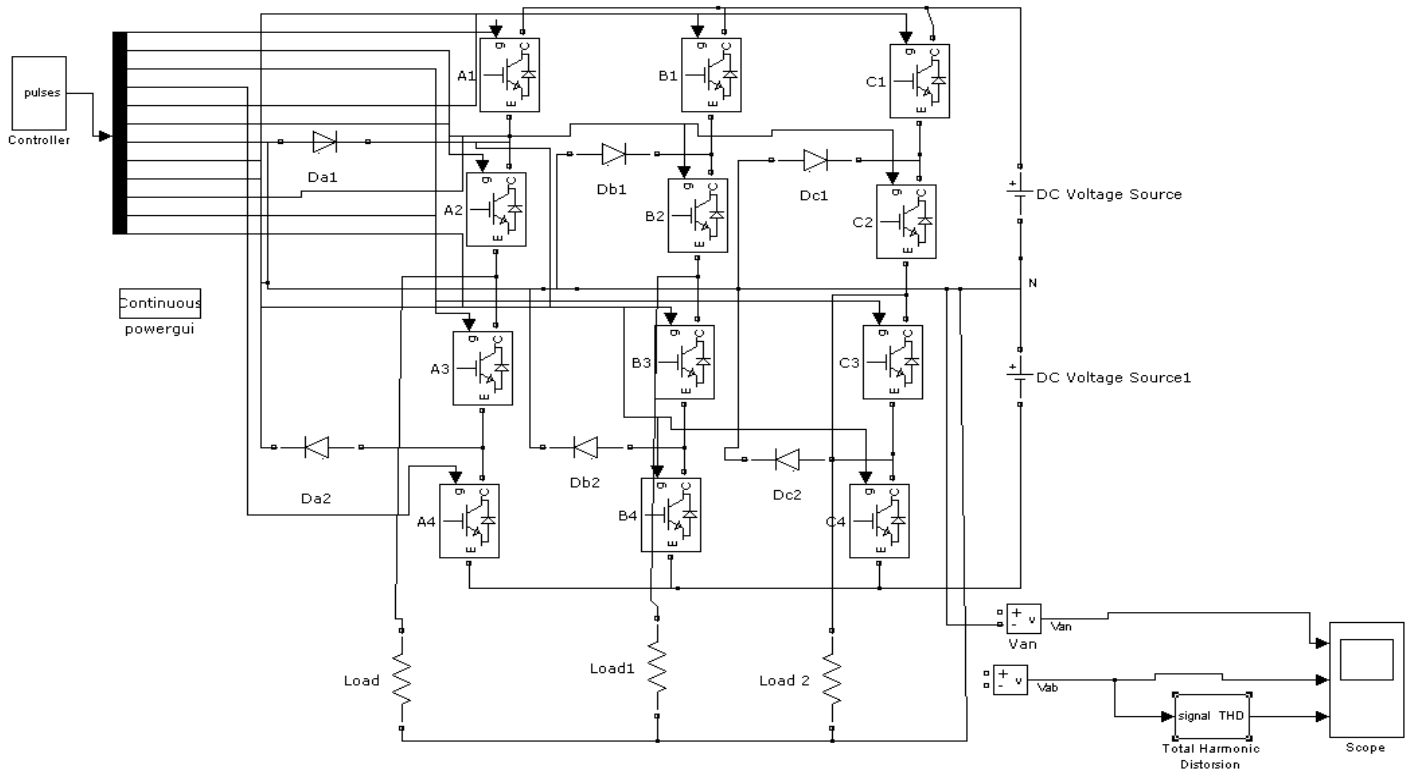 pulses
Controller
Continuous
powergui
g C
A1
E
g C
B1
E
g C
C1
E
Da1
Db1
Dc1
g C
A2
E
g C
B2
E
g C
C2
E
+
DC Voltage Source
N
g C
A3
E
g C
B3
E
g C
C3
E
+
DC Voltage Source1
Da2
Db2
Dc2
g C
A4
E
g C
B4
E
g C
C4
E
Load
Load1
Load 2
+
-
v
Van
Van
+
-
v
Vab
signal THD
Total Harmonic
Distorsion
Scope